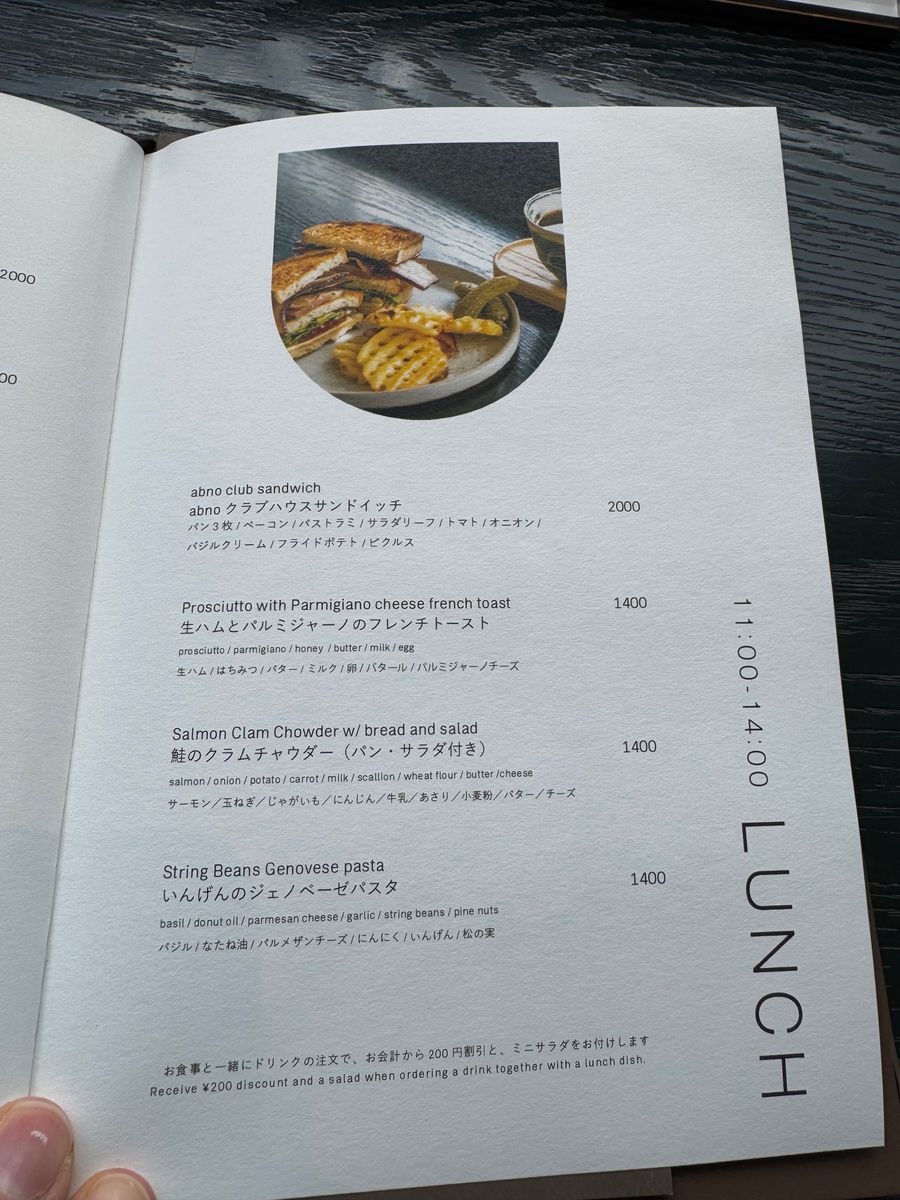 2000
00
abno club sandwich
abno クラブハウスサンドイッチ
2000
パン3枚 / ベーコン / パストラミ / サラダリーフ / トマト / オニオン /
バジルクリーム / フライドポテト / ピクルス
Prosciutto with Parmigiano cheese french toast
1400
生ハムとパルミジャーノのフレンチトースト
prosciutto / parmigiano / honey / butter / milk / egg
生ハム / はちみつ / バター / ミルク / 卵 / バタール / パルミジャーノチーズ
Salmon Clam Chowder w/ bread and salad
1400
鮭のクラムチャウダー（パン・サラダ付き）
salmon / onion / potato / carrot / milk / scallion / wheat flour / butter /cheese
サーモン／玉ねぎ／じゃがいも／にんじん／牛乳／あさり／小麦粉／バター／チーズ
String Beans Genovese pasta
1400
いんげんのジェノベーゼパスタ
basil / donut oil / parmesan cheese / garlic / string beans / pine nuts
バジル / なたね油 / パルメザンチーズ / にんにく / いんげん / 松の実
お食事と一緒にドリンクの注文で、お会計から 200 円割引と、ミニサラダをお付けします
Receive ¥200 discount and a salad when ordering a drink together with a lunch dish.
11:00-14:00 LUNCH